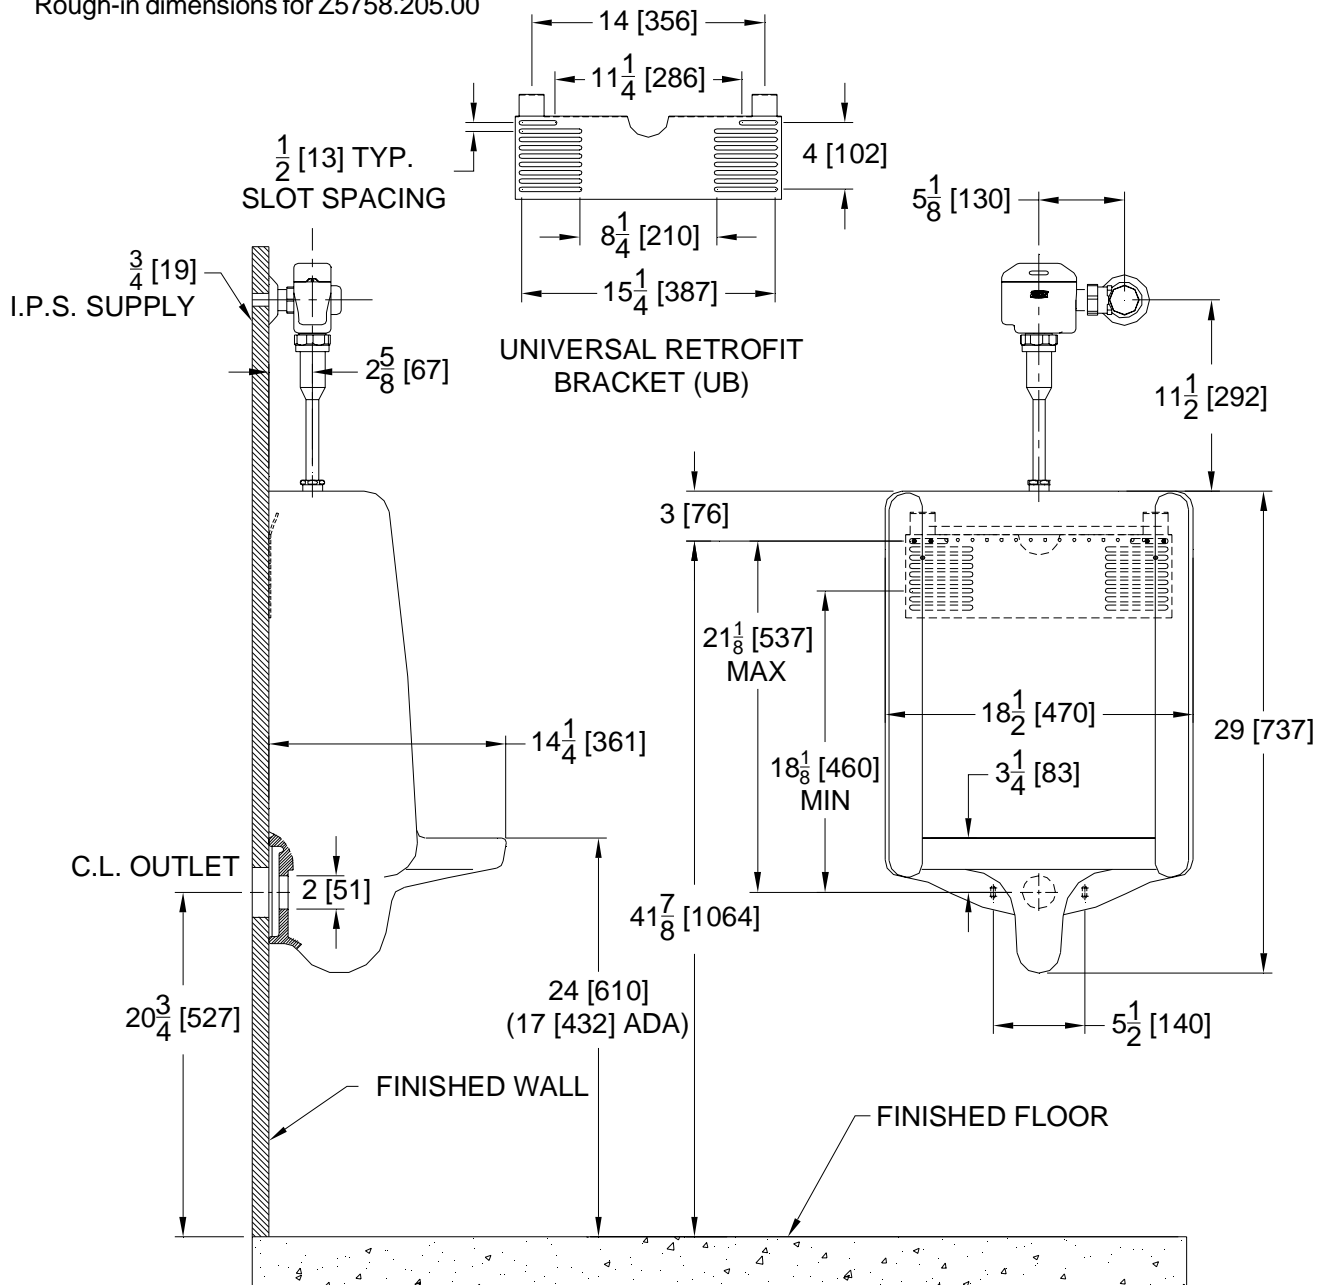 Rough-in dimensions for Z5758.205.00
14 [356]
11 1/4 [286]
1/2 [13] TYP.
SLOT SPACING
4 [102]
8 1/4 [210]
15 1/4 [387]
UNIVERSAL RETROFIT
BRACKET (UB)
5 1/8 [130]
3/4 [19]
I.P.S. SUPPLY
2 5/8 [67]
11 1/2 [292]
3 [76]
21 1/8 [537]
MAX
18 1/2 [470]
29 [737]
14 1/4 [361]
18 1/8 [460]
MIN
3 1/4 [83]
C.L. OUTLET
2 [51]
41 7/8 [1064]
20 3/4 [527]
24 [610]
(17 [432] ADA)
5 1/2 [140]
FINISHED WALL
FINISHED FLOOR